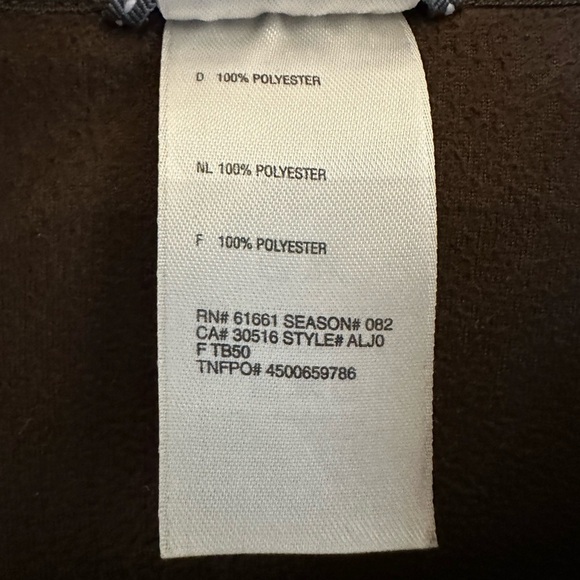 D 100% POLYESTER
NL 100% POLYESTER
F 100% POLYESTER
RN# 61661 SEASON# 082
CA# 30516 STYLE# ALJ0
F TB50
TNFPO# 4500659786